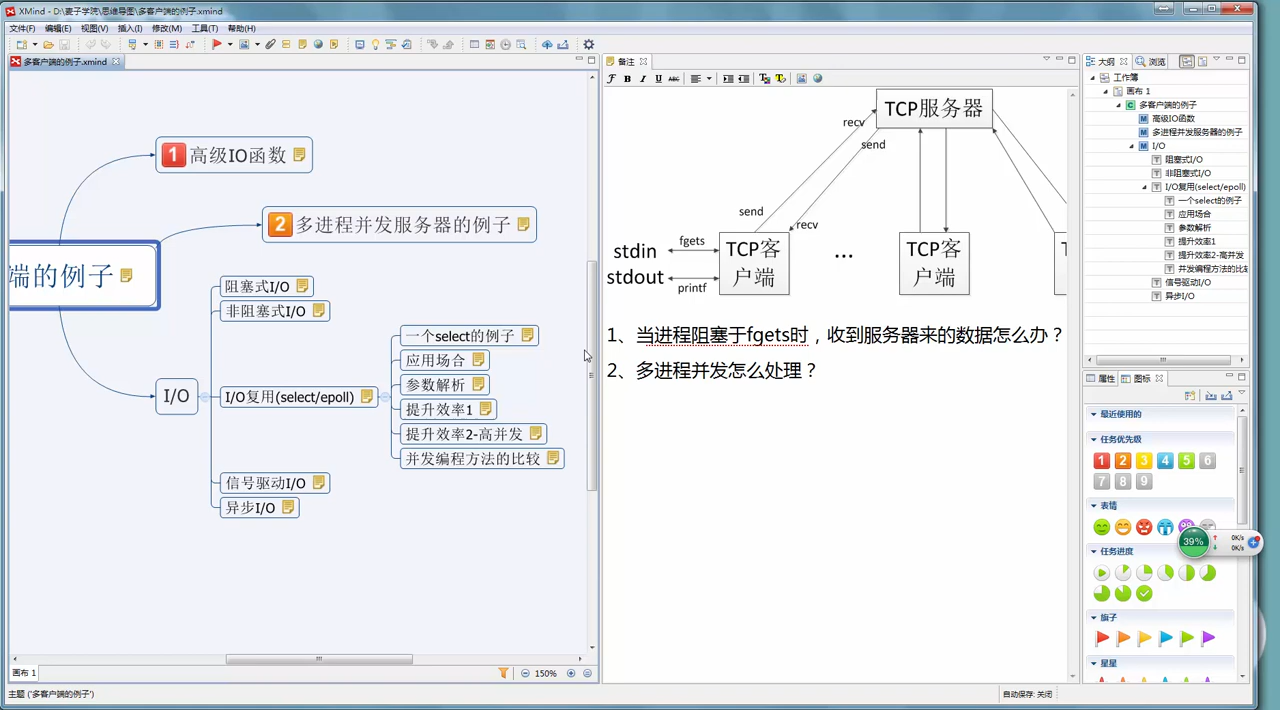 XMind - D:\麦子学院\思维导图\多客户端的例子.xmind
文件(F) 编辑(E) 视图(V) 插入(I) 修改(M) 工具(T) 帮助(H)
多客户端的例子.xmind
端的例子
1 高级IO函数
2 多进程并发服务器的例子
I/O
阻塞式I/O
非阻塞式I/O
I/O复用(select/epoll)
一个select的例子
应用场合
参数解析
提升效率1
提升效率2-高并发
并发编程方法的比较
信号驱动I/O
异步I/O
画布 1
150%
主题 ('多客户端的例子')
备注
B I U ABC
TCP服务器
recv
send
send
recv
stdin
fgets
stdout
printf
TCP客
户端
...
TCP客
户端
1、当进程阻塞于fgets时，收到服务器来的数据怎么办？
2、多进程并发怎么处理？
大纲 浏览
工作簿
画布 1
多客户端的例子
高级IO函数
多进程并发服务器的例子
I/O
阻塞式I/O
非阻塞式I/O
I/O复用(select/epoll)
一个select的例子
应用场合
参数解析
提升效率1
提升效率2-高并发
并发编程方法的比较
信号驱动I/O
异步I/O
属性 图标
最近使用的
任务优先级
1 2 3 4 5 6
7 8 9
表情
39%
0K/s
0K/s
任务进度
旗子
星星
自动保存: 关闭